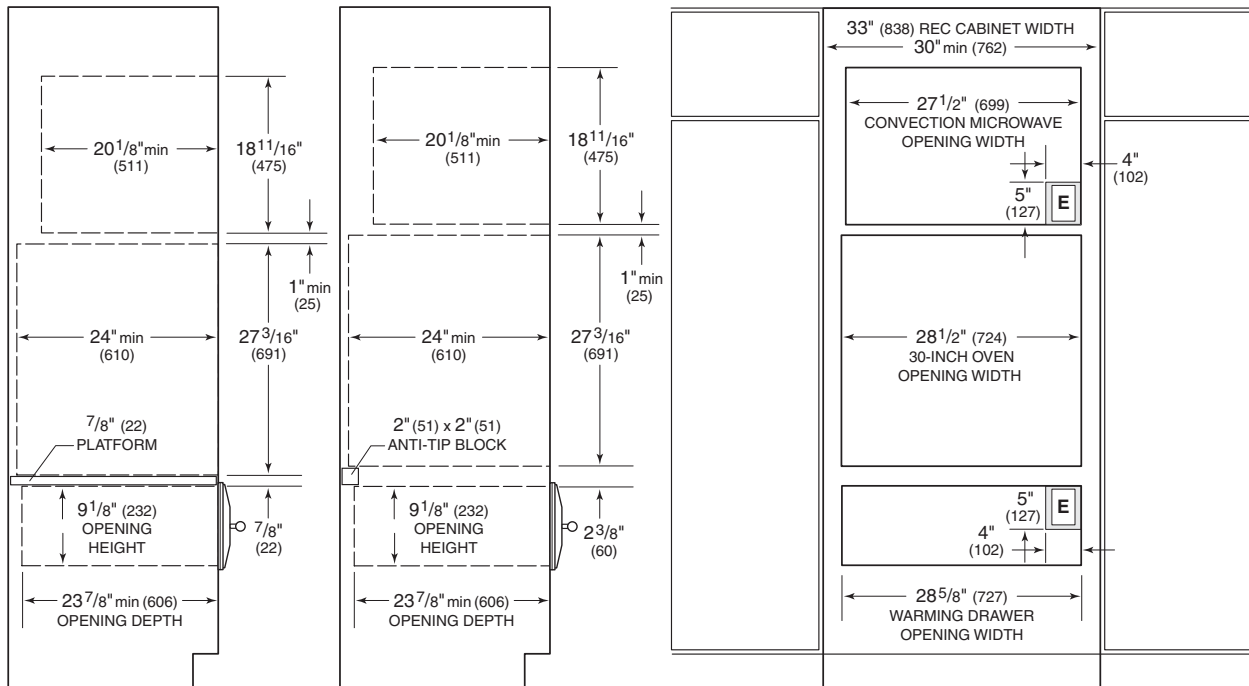 20 1/8" min
(511)
18 11/16"
(475)
1" min
(25)
24" min
(610)
27 3/16"
(691)
7/8" (22)
PLATFORM
9 1/8" (232)
OPENING
HEIGHT
7/8"
(22)
23 7/8" min (606)
OPENING DEPTH
20 1/8" min
(511)
18 11/16"
(475)
1" min
(25)
24" min
(610)
27 3/16"
(691)
2" (51) x 2" (51)
ANTI-TIP BLOCK
9 1/8" (232)
OPENING
HEIGHT
2 3/8"
(60)
23 7/8" min (606)
OPENING DEPTH
33" (838) REC CABINET WIDTH
30" min (762)
27 1/2" (699)
CONVECTION MICROWAVE
OPENING WIDTH
4"
(102)
5"
(127)
E
28 1/2" (724)
30-INCH OVEN
OPENING WIDTH
5"
(127)
E
4"
(102)
28 5/8" (727)
WARMING DRAWER
OPENING WIDTH